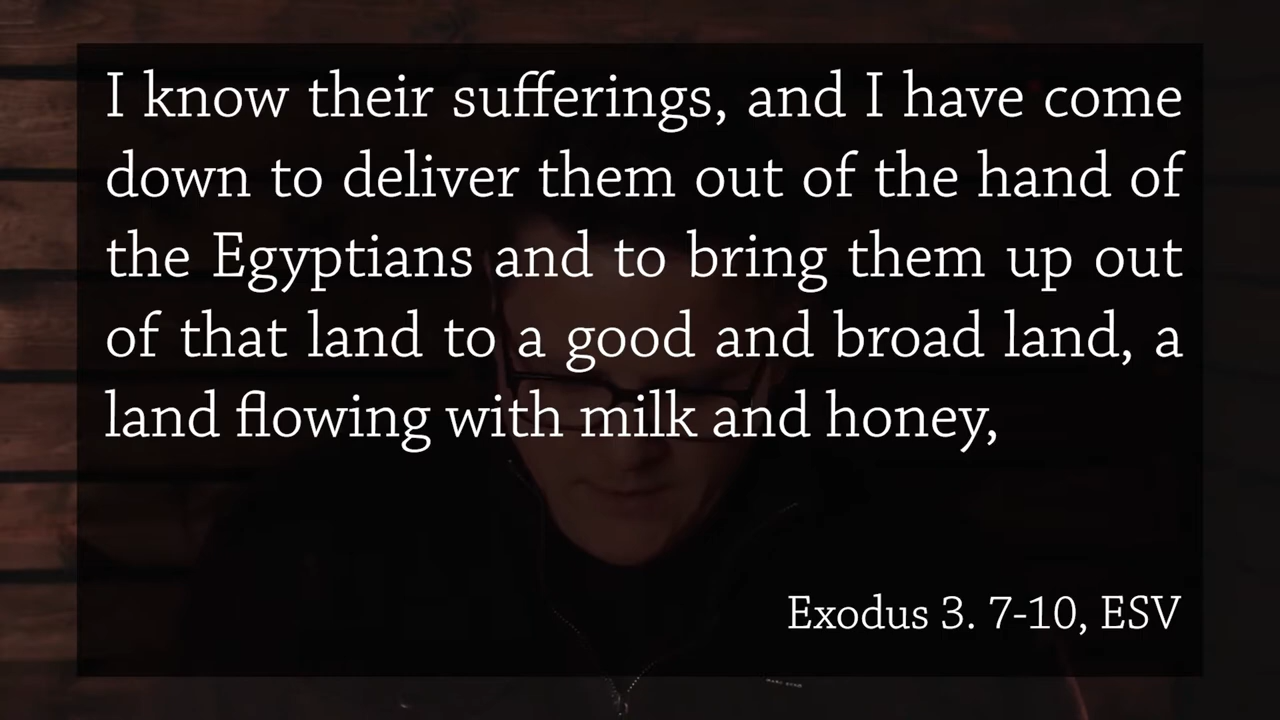 I know their sufferings, and I have come
down to deliver them out of the hand of
the Egyptians and to bring them up out
of that land to a good and broad land, a
land flowing with milk and honey,
Exodus 3. 7-10, ESV